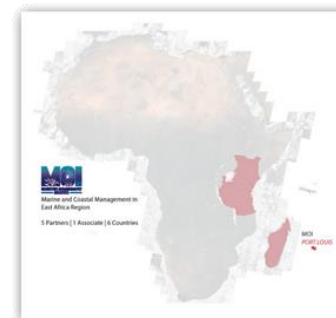 MOI
Marine and Coastal Management in
East Africa Region
5 Partners | 1 Associate | 6 Countries
MOI
PORT LOUIS